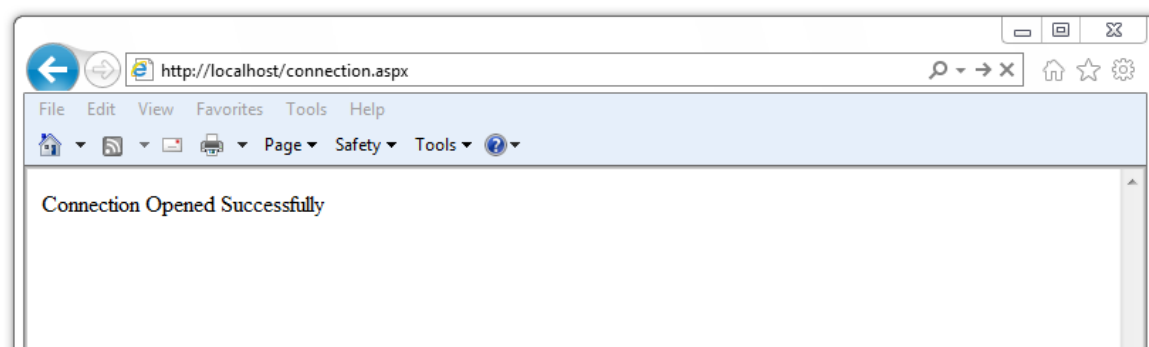 http://localhost/connection.aspx
File Edit View Favorites Tools Help
Page Safety Tools
Connection Opened Successfully